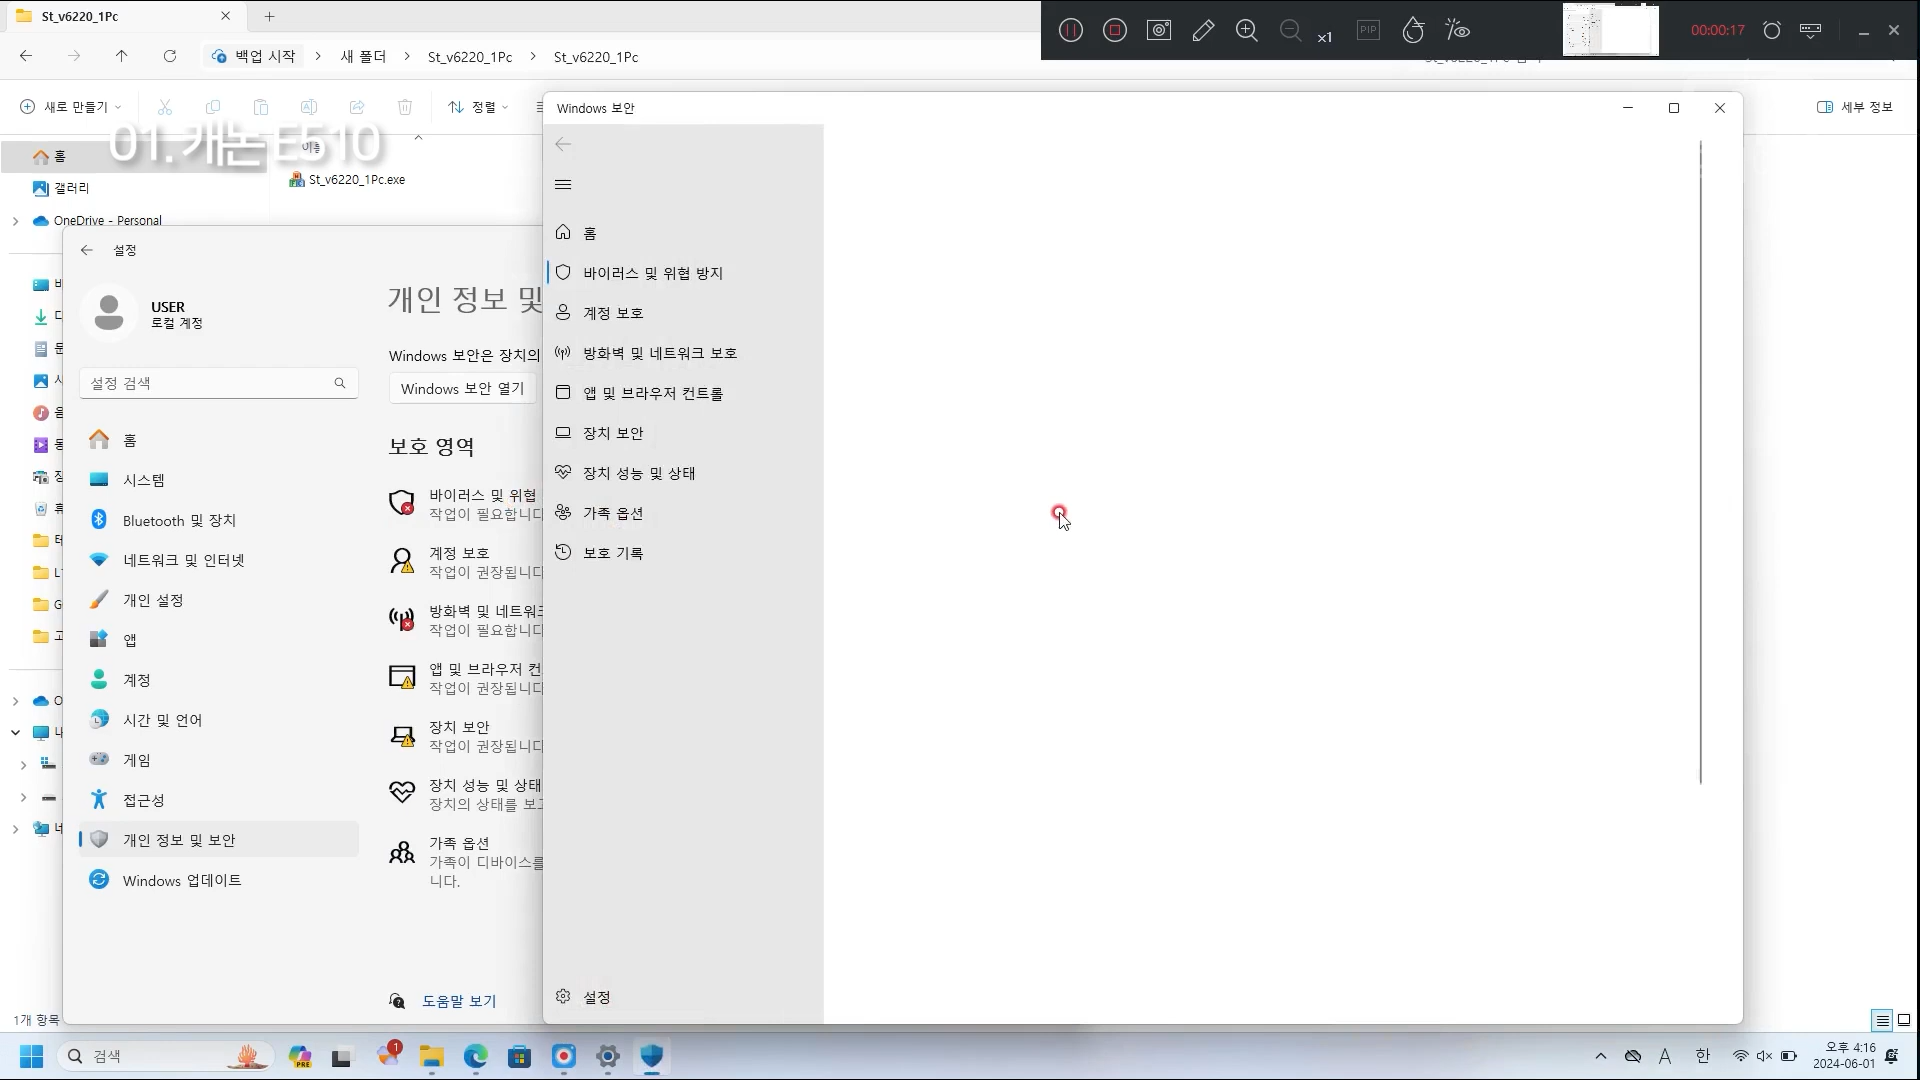 St_v6220_1Pc
백업 시작
새 폴더
St_v6220_1Pc
St_v6220_1Pc
x1
PIP
00:00:17
새로 만들기
정렬
세부 정보
01. 캐논 E510
홈
갤러리
OneDrive - Personal
St_v6220_1Pc.exe
설정
USER
로컬 계정
설정 검색
홈
시스템
Bluetooth 및 장치
네트워크 및 인터넷
개인 설정
앱
계정
시간 및 언어
게임
접근성
개인 정보 및 보안
Windows 업데이트
개인 정보 및
Windows 보안은 장치의
Windows 보안 열기
보호 영역
바이러스 및 위협
작업이 필요합니다
계정 보호
작업이 권장됩니다
방화벽 및 네트워크
작업이 필요합니다
앱 및 브라우저 컨
작업이 권장됩니다
장치 보안
작업이 권장됩니다
장치 성능 및 상태
장치의 상태를 보고
가족 옵션
가족이 디바이스를
니다.
도움말 보기
Windows 보안
홈
바이러스 및 위협 방지
계정 보호
방화벽 및 네트워크 보호
앱 및 브라우저 컨트롤
장치 보안
장치 성능 및 상태
가족 옵션
보호 기록
설정
1개 항목
검색
PRE
1
A
한
오후 4:16
2024-06-01